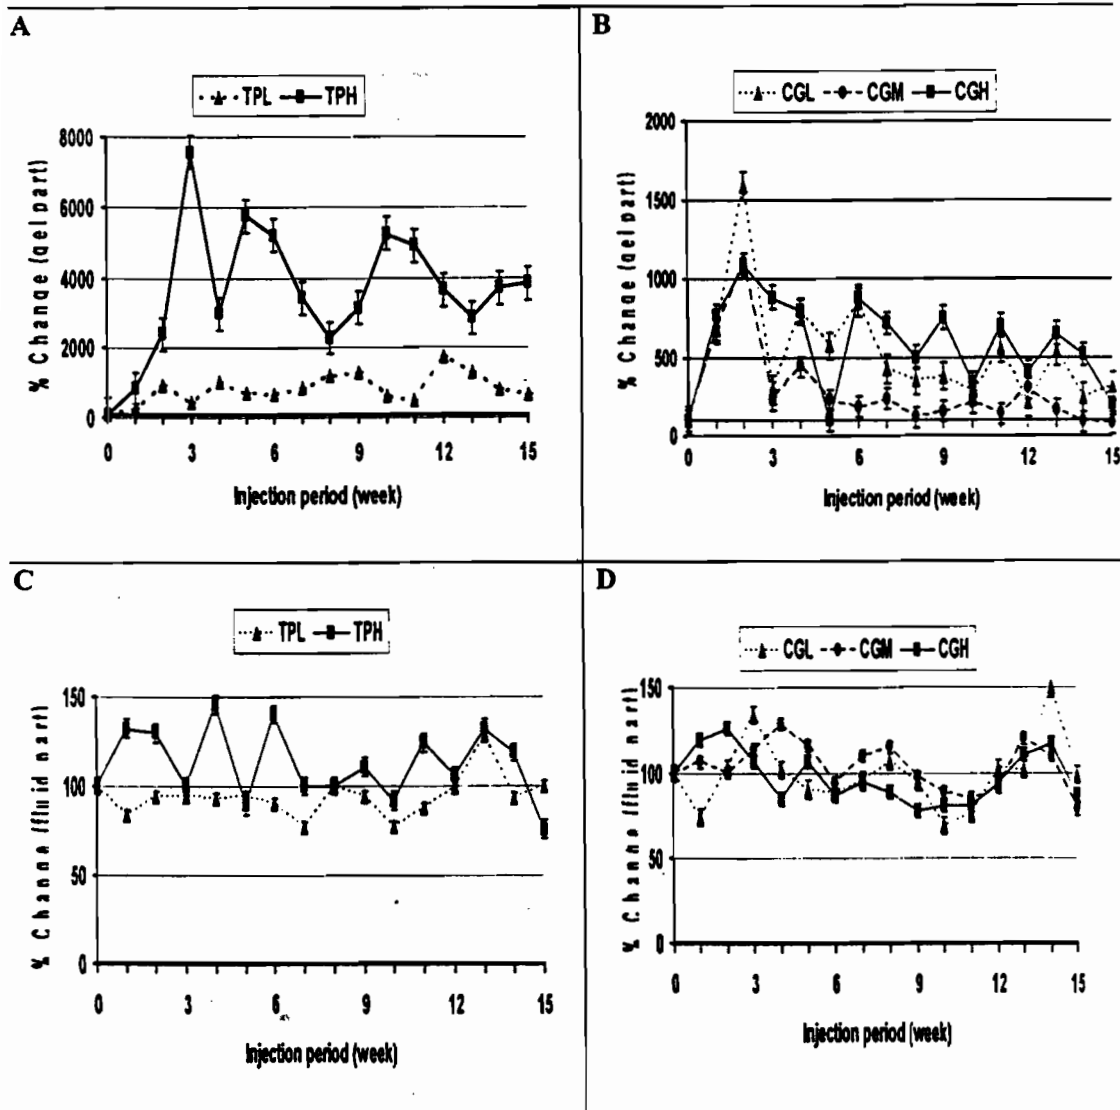 A
TPL TPH
8000
6000
4000
2000
0
% Change (gel part)
0 3 6 9 12 15
Injection period (week)
B
CGL CGM CGH
2000
1500
1000
500
0
% Change (gel part)
0 3 6 9 12 15
Injection period (week)
C
TPL TPH
150
100
50
0
% Change (fluid part)
0 3 6 9 12 15
Injection period (week)
D
CGL CGM CGH
150
100
50
0
% Change (fluid part)
0 3 6 9 12 15
Injection period (week)